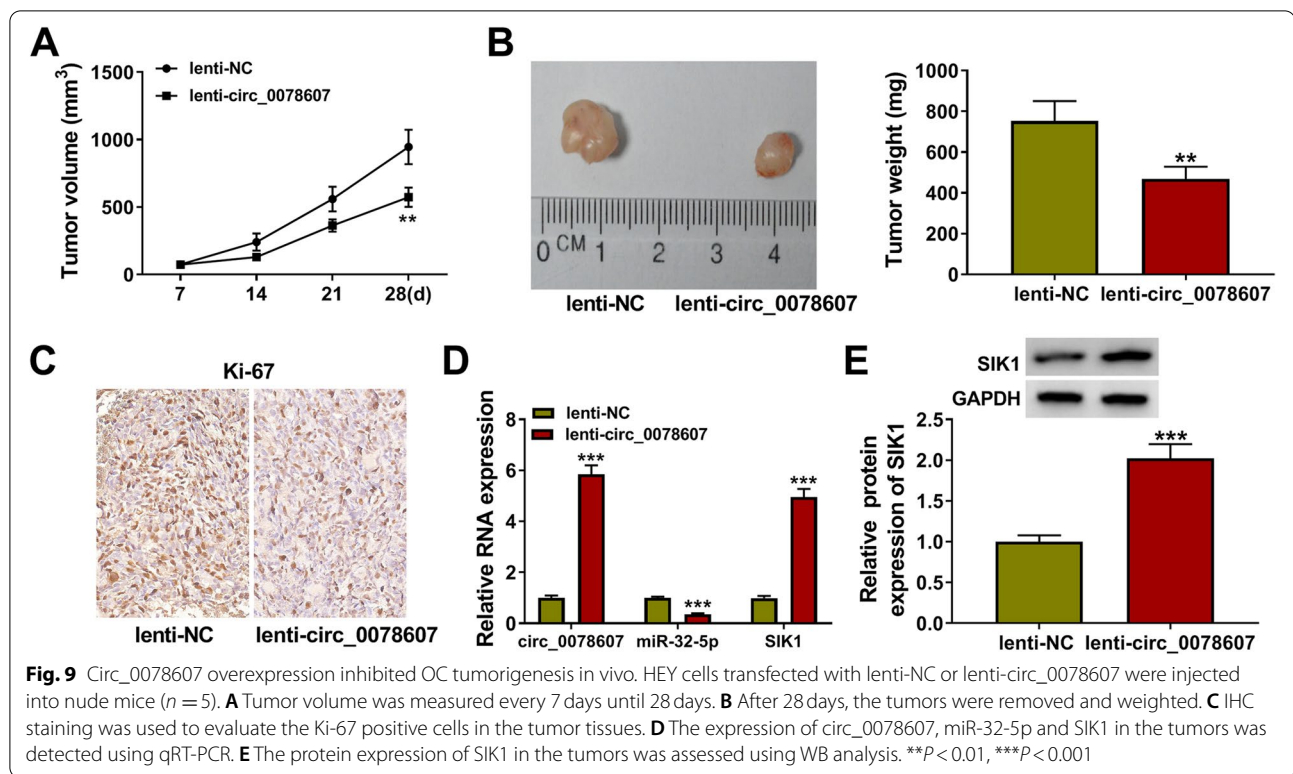 A
Tumor volume (mm³)
1500
1000
500
0
lenti-NC
lenti-circ_0078607
**
7 14 21 28(d)
B
0 CM 1 2 3 4
lenti-NC lenti-circ_0078607
Tumor weight (mg)
1000
800
600
400
200
0
**
lenti-NC lenti-circ_0078607
C
Ki-67
lenti-NC lenti-circ_0078607
D
Relative RNA expression
8
6
4
2
0
lenti-NC
lenti-circ_0078607
***
***
***
circ_0078607 miR-32-5p SIK1
E
SIK1
GAPDH
Relative protein
expression of SIK1
2.5
2.0
1.5
1.0
0.5
0.0
***
lenti-NC lenti-circ_0078607
Fig. 9 Circ_0078607 overexpression inhibited OC tumorigenesis in vivo. HEY cells transfected with lenti-NC or lenti-circ_0078607 were injected
into nude mice (n = 5). A Tumor volume was measured every 7 days until 28 days. B After 28 days, the tumors were removed and weighted. C IHC
staining was used to evaluate the Ki-67 positive cells in the tumor tissues. D The expression of circ_0078607, miR-32-5p and SIK1 in the tumors was
detected using qRT-PCR. E The protein expression of SIK1 in the tumors was assessed using WB analysis. **P < 0.01, ***P < 0.001